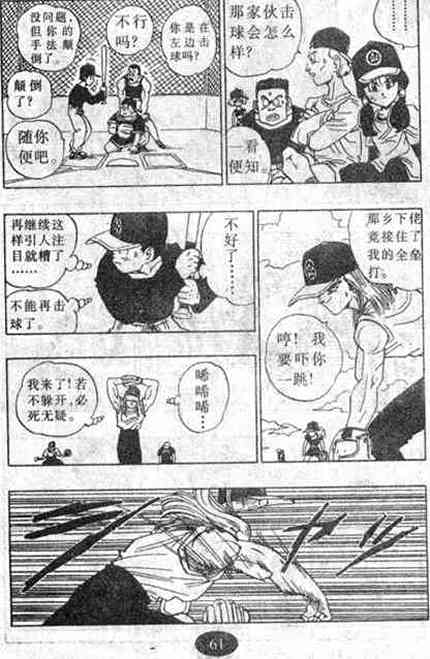 ……
那家伙击
球会怎么
样?
一看
便知。
你是在
左边击
球吗?
不行
吗?
没问题,
但你的
手法颠
倒了。
颠倒
了?
随你
便吧。
那乡下佬
竟接住了
我的全垒
打。
哼!我
要吓你
一跳!
不好了……
再继续这
样引人注
目就糟了
……
不能再击
球了。
唏唏唏…
我来了!若
不躲开,必
死无疑。
61